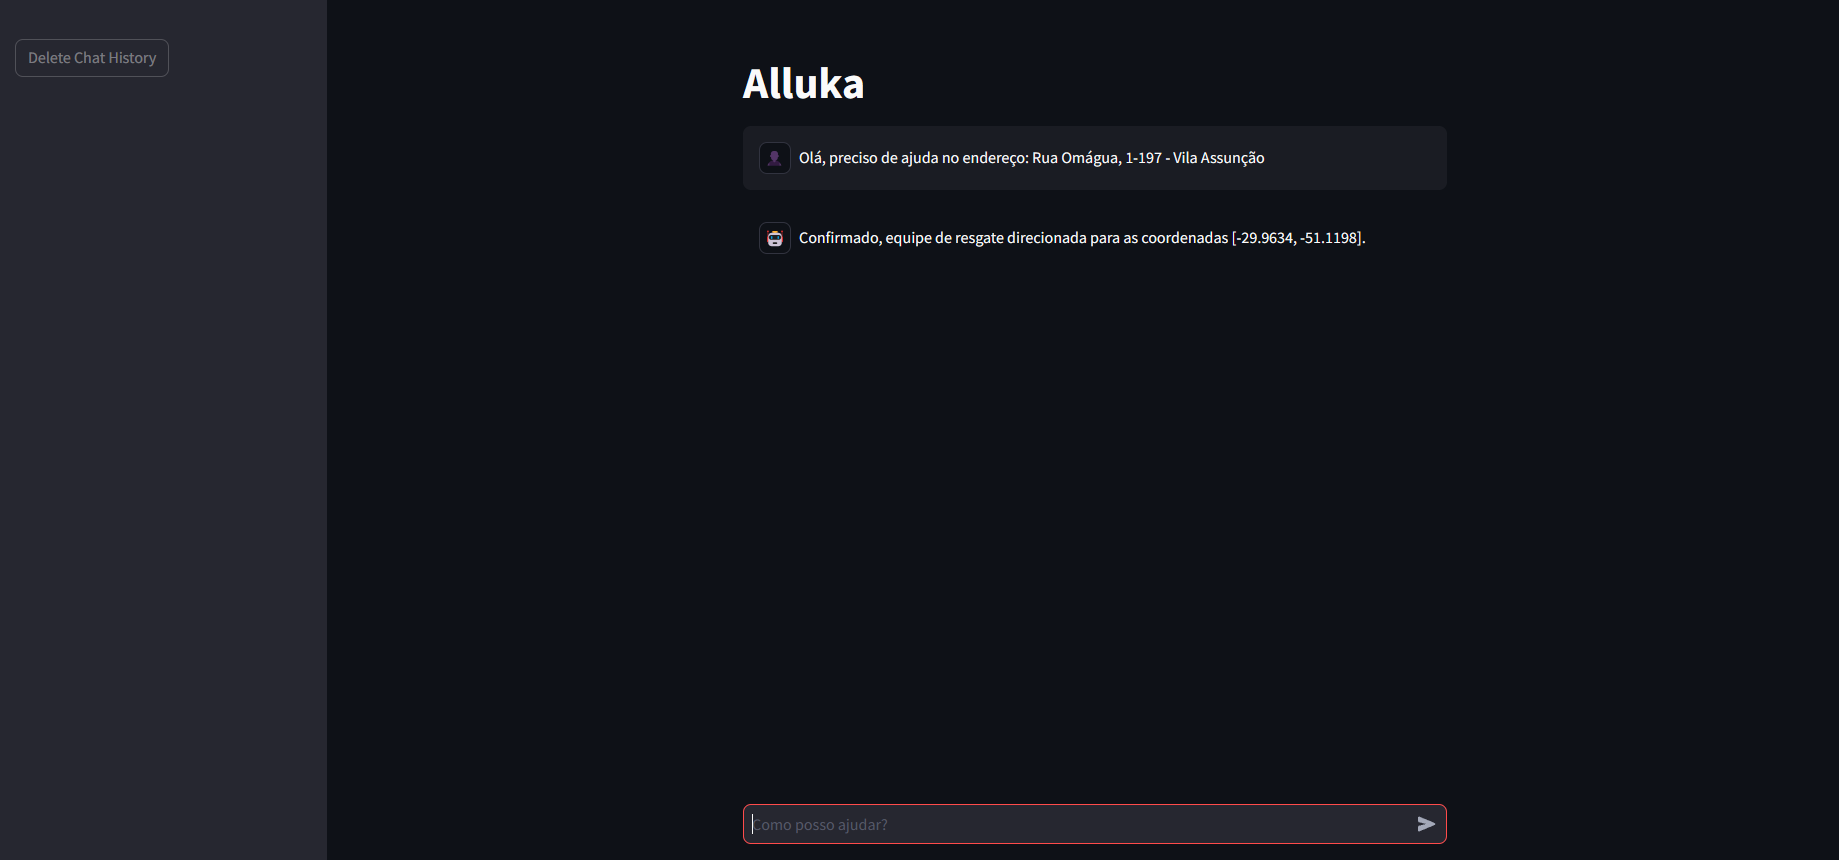 Delete Chat History
Alluka
Olá, preciso de ajuda no endereço: Rua Omágua, 1-197 - Vila Assunção
Confirmado, equipe de resgate direcionada para as coordenadas [-29.9634, -51.1198].
Como posso ajudar?